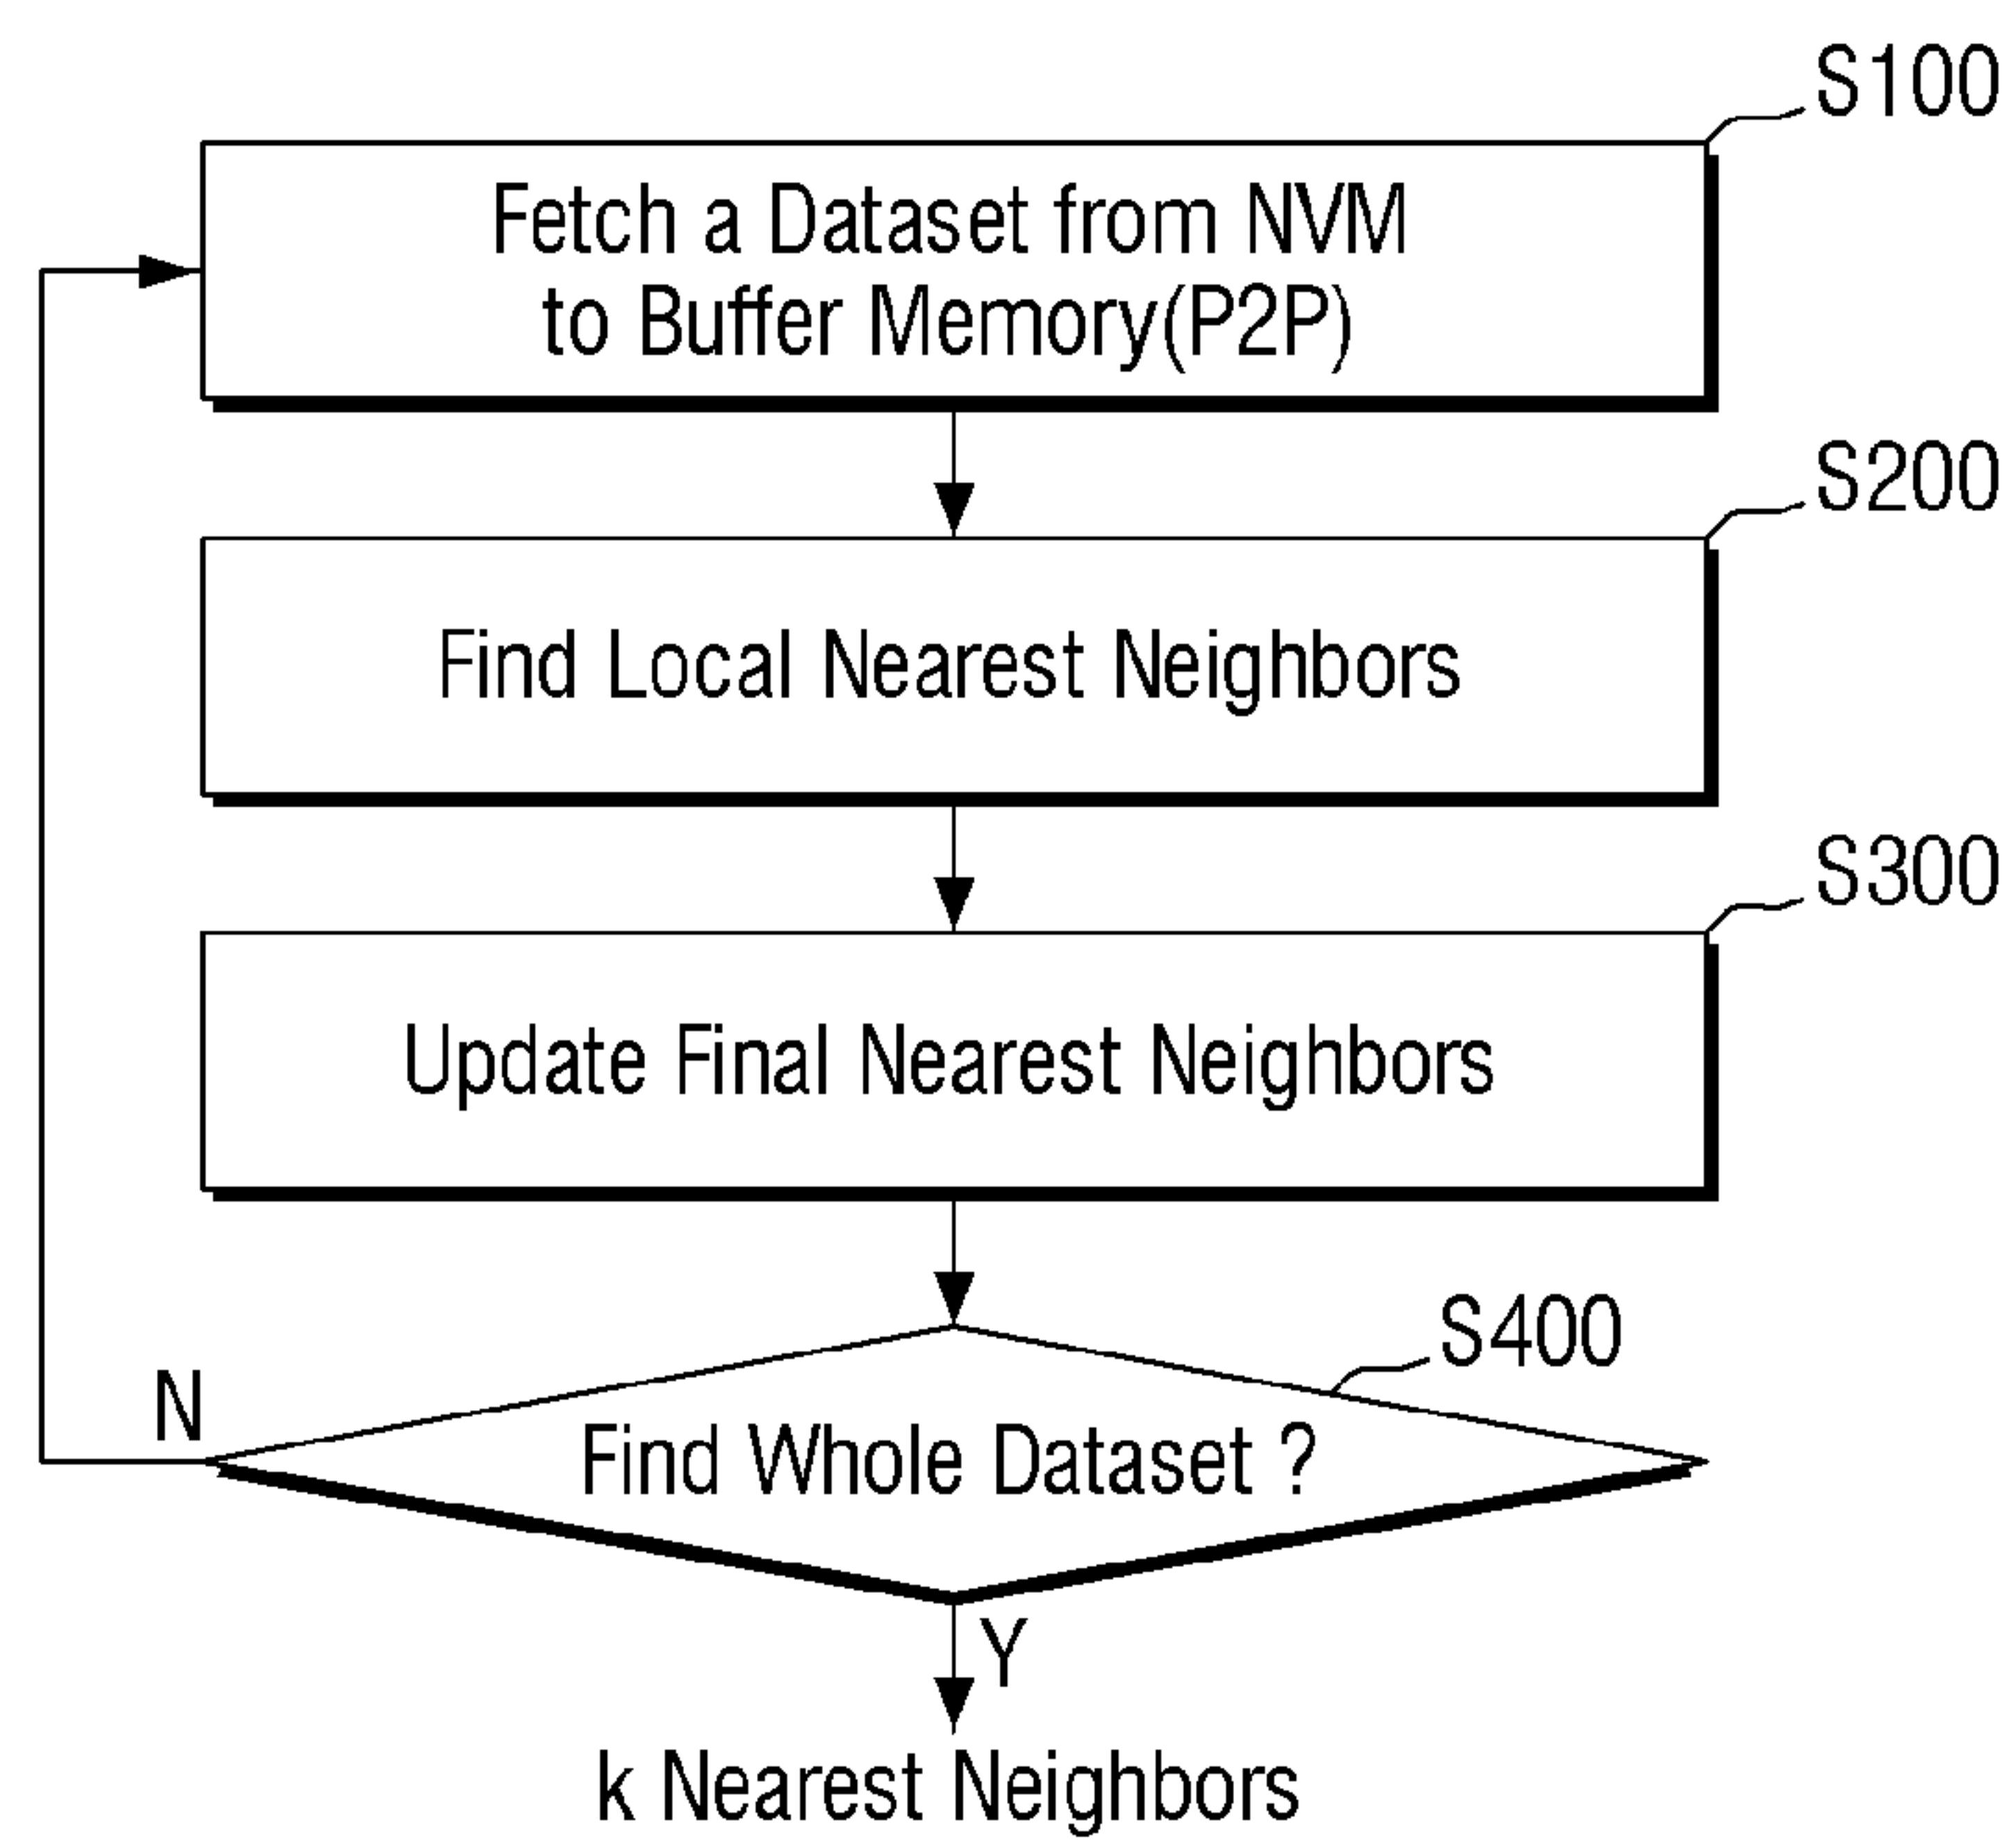 S100
Fetch a Dataset from NVM
to Buffer Memory(P2P)
S200
Find Local Nearest Neighbors
S300
Update Final Nearest Neighbors
S400
N
Find Whole Dataset ?
Y
k Nearest Neighbors